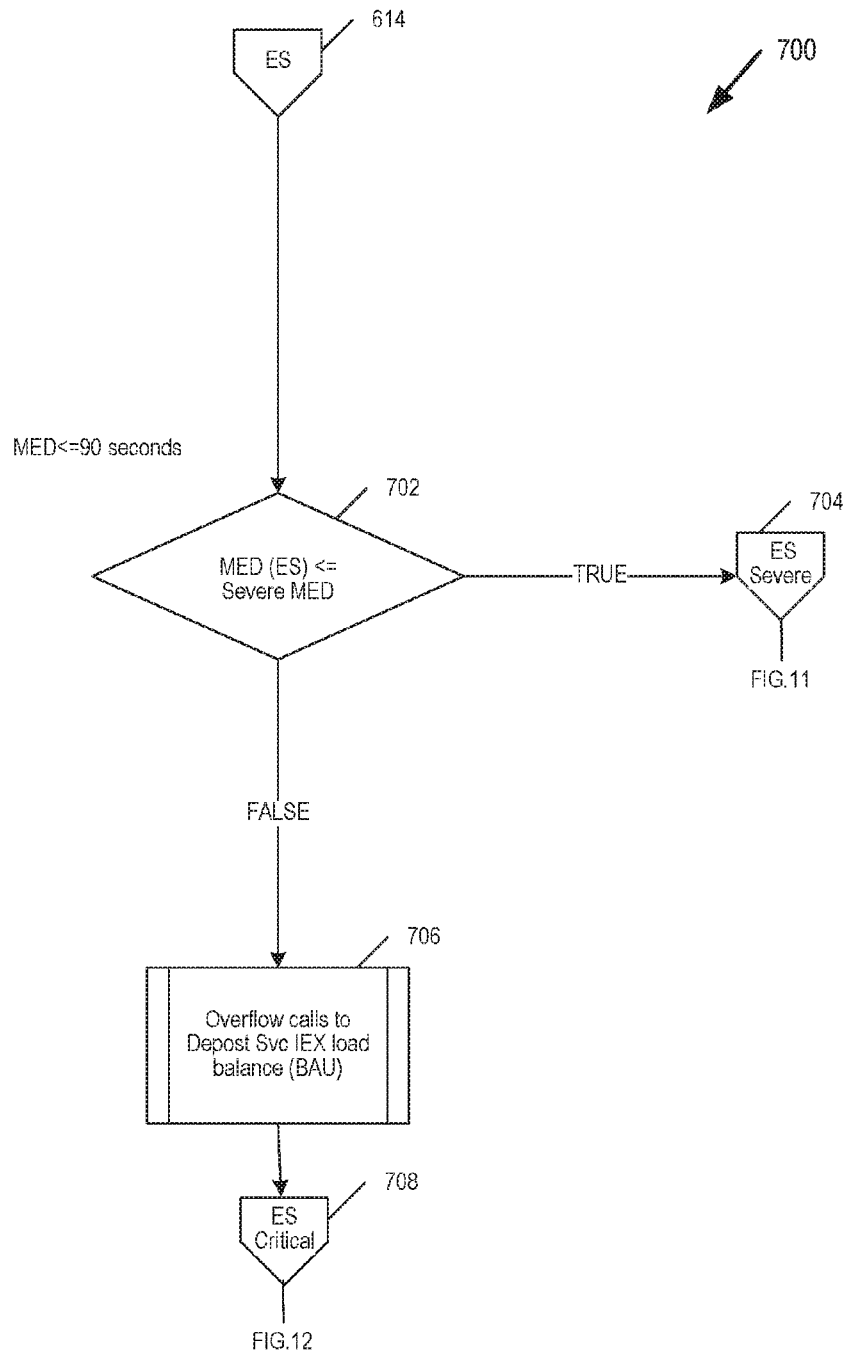 614
ES
700
MED<=90 seconds
702
704
MED (ES) <=
Severe MED
TRUE
ES
Severe
FIG.11
FALSE
706
Overflow calls to
Depost Svc IEX load
balance (BAU)
708
ES
Critical
FIG.12